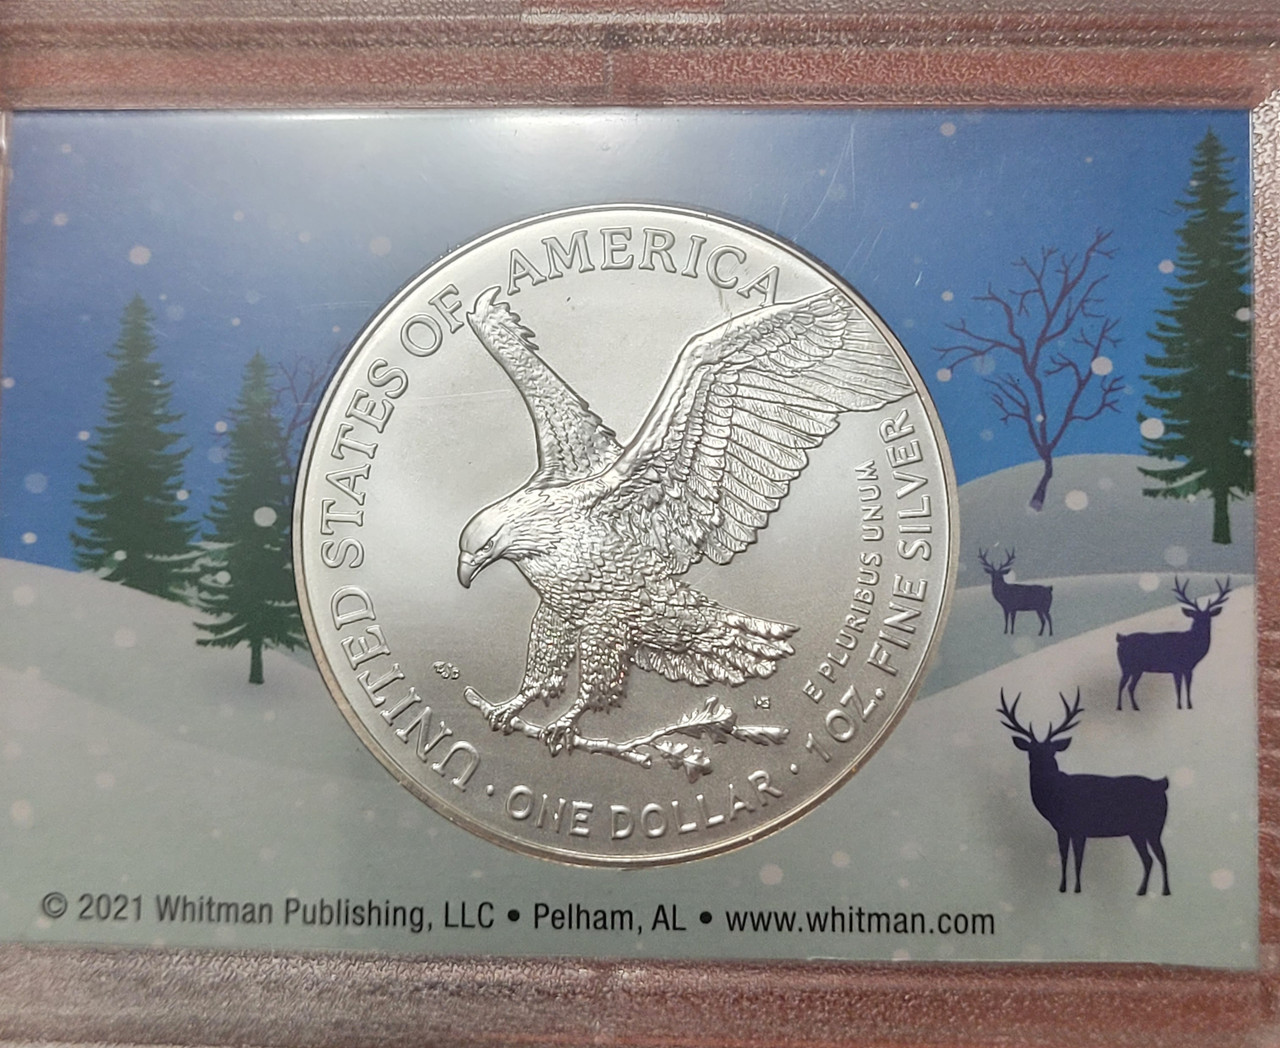 UNITED STATES OF AMERICA
E PLURIBUS UNUM
· ONE DOLLAR · 1 OZ. FINE SILVER
© 2021 Whitman Publishing, LLC • Pelham, AL • www.whitman.com